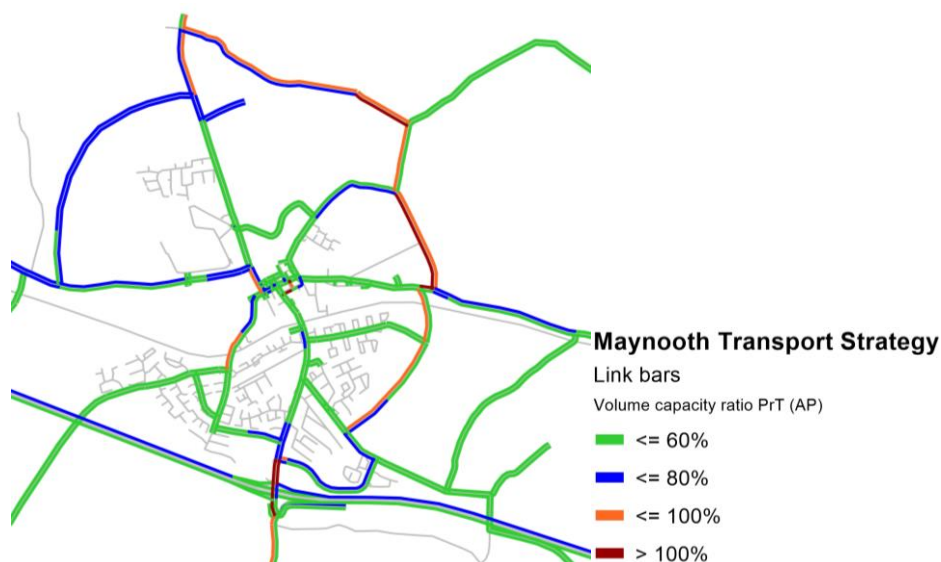 Maynooth Transport Strategy
Link bars
Volume capacity ratio PrT (AP)
<= 60%
<= 80%
<= 100%
> 100%